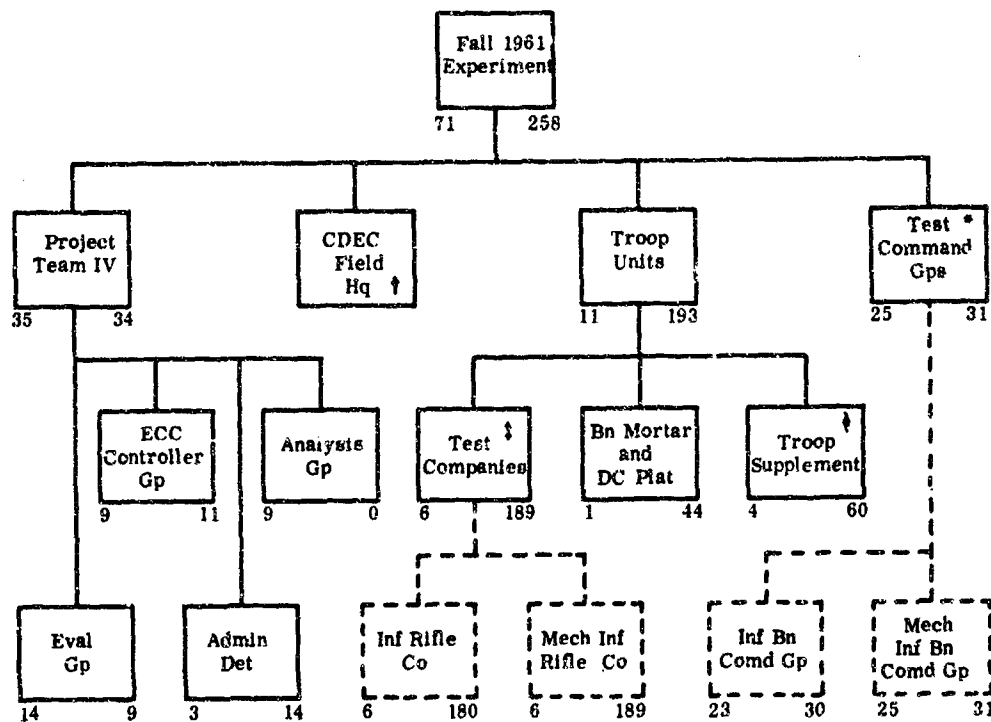 Fall 1961
Experiment
71 258
Project
Team IV
35 34
CDEC
Field
Hq †
Troop
Units
11 193
Test *
Command
Gps
25 31
ECC
Controller
Gp
9 11
Analysis
Gp
9 0
Test ‡
Companies
6 189
Bn Mortar
and
DC Plat
1 44
Troop
Supplement
4 60
Eval
Gp
14 9
Admin
Det
3 14
Inf Rifle
Co
6 180
Mech Inf
Rifle Co
6 189
Inf Bn
Comd Gp
23 30
Mech
Inf Bn
Comd Gp
25 31